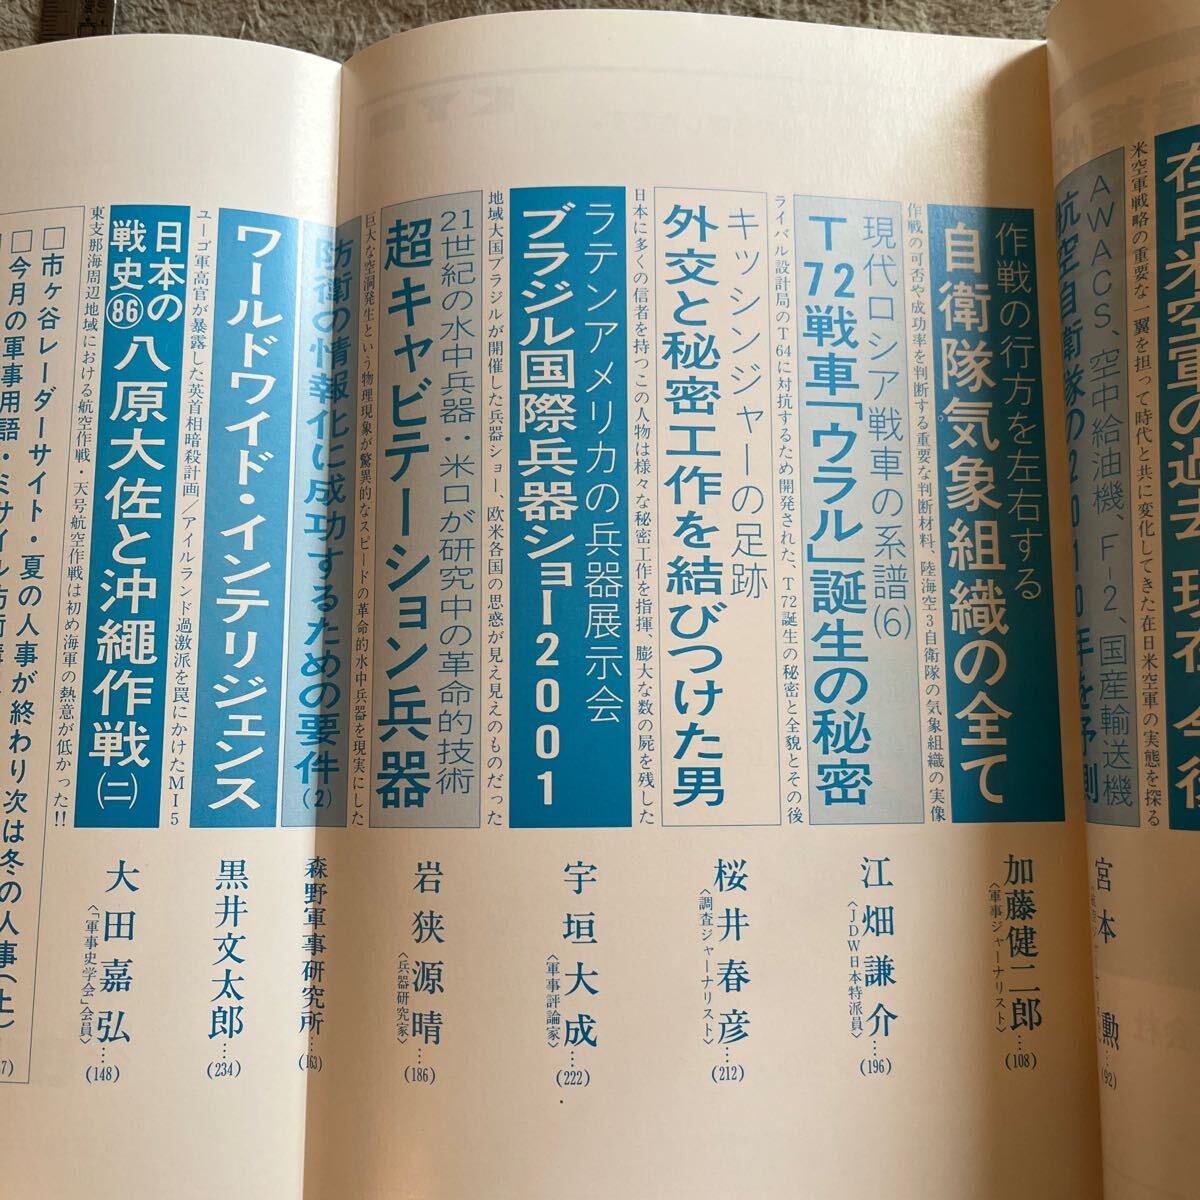 在日米空軍の過去・現在・今後
米空軍戦略の重要な一翼を担って時代と共に変化してきた在日米空軍の実態を探る
AWACS、空中給油機、F-2、国産輸送機
航空自衛隊の2010年を予測
宮本勲
(92)
作戦の行方を左右する
自衛隊気象組織の全て
作戦の可否や成功率を判断する重要な判断材料、陸海空3自衛隊の気象組織の実像
加藤健二郎
〈軍事ジャーナリスト〉
…(108)
現代ロシア戦車の系譜(6)
T72戦車「ウラル」誕生の秘密
ライバル設計局のT64に対抗するため開発された、T72誕生の秘密と全貌とその後
江畑謙介
〈JDW日本特派員〉
…(196)
キッシンジャーの足跡
外交と秘密工作を結びつけた男
日本に多くの信者を持つこの人物は様々な秘密工作を指揮、膨大な数の屍を残した
桜井春彦
〈調査ジャーナリスト〉
…(212)
ラテンアメリカの兵器展示会
ブラジル国際兵器ショー2001
地域大国ブラジルが開催した兵器ショー、欧米各国の思惑が見え見えのものだった
宇垣大成
〈軍事評論家〉
…(222)
21世紀の水中兵器:米ロが研究中の革命的技術
超キャビテーション兵器
巨大な空洞発生という物理現象が驚異的なスピードの革命的水中兵器を現実にした
岩狭源晴
〈兵器研究家〉
…(186)
防衛の情報化に成功するための要件(2)
森野軍事研究所
…(163)
ワールドワイド・インテリジェンス
ユーゴ軍高官が暴露した英首相暗殺計画／アイルランド過激派を罠にかけたMI5
黒井文太郎
…(234)
日本の戦史86 八原大佐と沖縄作戦(二)
東支那海周辺地域における航空作戦・天号航空作戦は初め海軍の熱意が低かった!!
大田嘉弘
〈「軍事史学会」会員〉
…(148)
□市ヶ谷レーダーサイト・夏の人事が終わり次は冬の人事(上)
□今月の軍事用語・ミサイル防衛